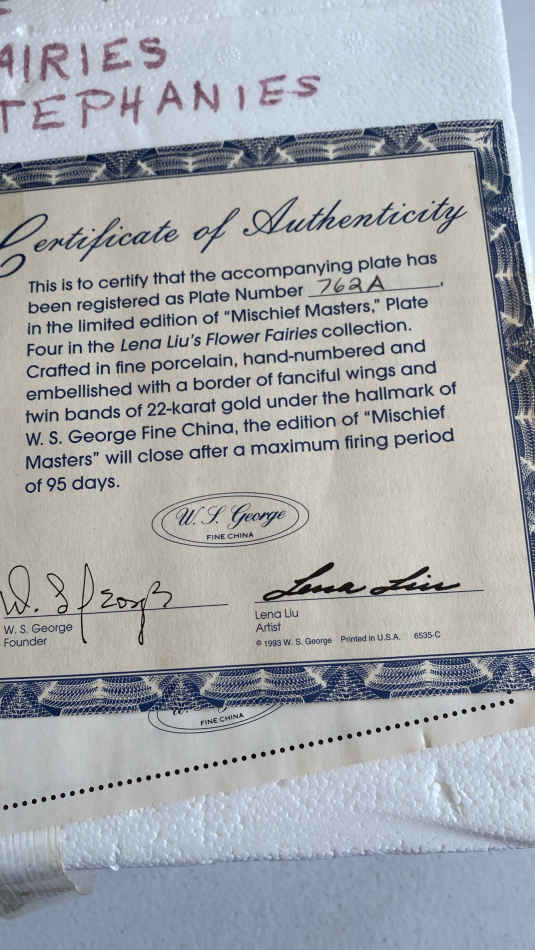 AIRIES
TEPHANIES
Certificate of Authenticity
This is to certify that the accompanying plate has
been registered as Plate Number 762A,
in the limited edition of “Mischief Masters,” Plate
Four in the Lena Liu's Flower Fairies collection.
Crafted in fine porcelain, hand-numbered and
embellished with a border of fanciful wings and
twin bands of 22-karat gold under the hallmark of
W. S. George Fine China, the edition of “Mischief
Masters” will close after a maximum firing period
of 95 days.
W. S. George
FINE CHINA
W. S. George
Lena Liu
W. S. George
Founder
Lena Liu
Artist
© 1993 W. S. George Printed in U.S.A. 6535-C
FINE CHINA